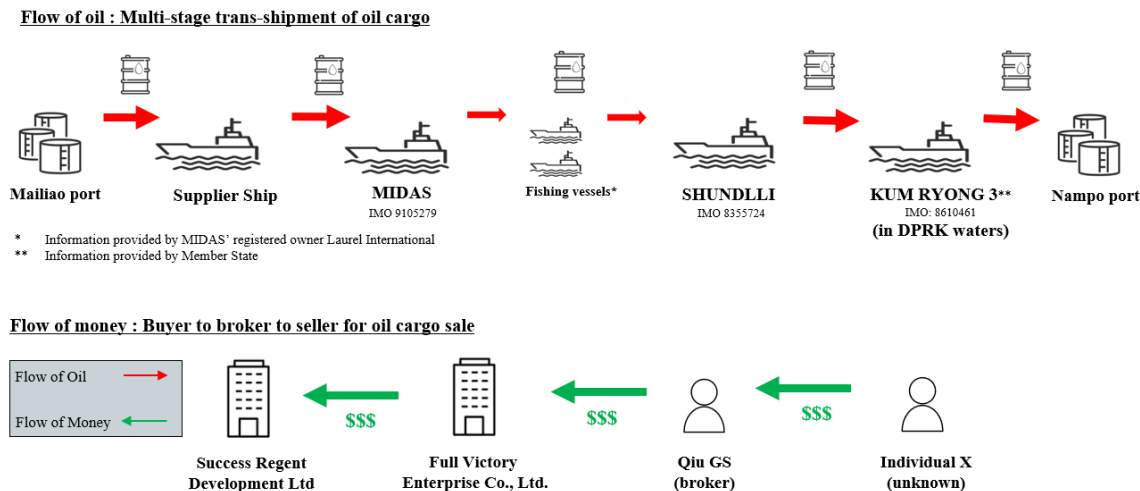 Flow of oil : Multi-stage trans-shipment of oil cargo
Mailiao port
Supplier Ship
MIDAS
IMO 9105279
Fishing vessels*
SHUNDLLI
IMO 8355724
KUM RYONG 3**
IMO: 8610461
(in DPRK waters)
Nampo port
* Information provided by MIDAS' registered owner Laurel International
** Information provided by Member State
Flow of money : Buyer to broker to seller for oil cargo sale
Flow of Oil
Flow of Money
$$$
$$$
$$$
Success Regent
Development Ltd
Full Victory
Enterprise Co., Ltd.
Qiu GS
(broker)
Individual X
(unknown)